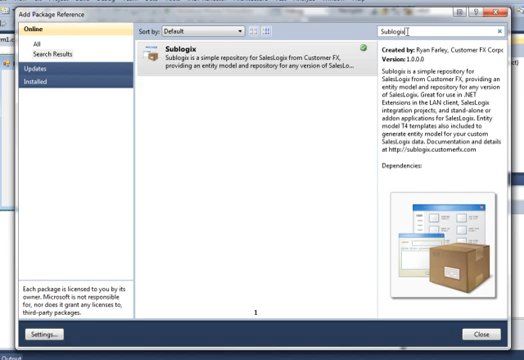 Add Package Reference
Online
All
Search Results
Updates
Installed
Each package is licensed to you by its
owner. Microsoft is not responsible
for, nor does it grant any licenses to,
third-party packages.
Settings...
Sort by: Default
Sublogix
Sublogix is a simple repository for SalesLogix from Customer FX,
providing an entity model and repository for any version of SalesLo...
1
Sublogix
Created by: Ryan Farley, Customer FX Corpc
Version: 1.0.0.0
Sublogix is a simple repository for
SalesLogix from Customer FX, providing an
entity model and repository for any version
of SalesLogix. Great for use in .NET
Extensions in the LAN client, SalesLogix
integration projects, and stand-alone or
addon applications for SalesLogix. Entity
model T4 templates also included to
generate entity model for your custom
SalesLogix data. Documentation and details
at http://sublogix.customerfx.com
Dependencies:
Close
Output